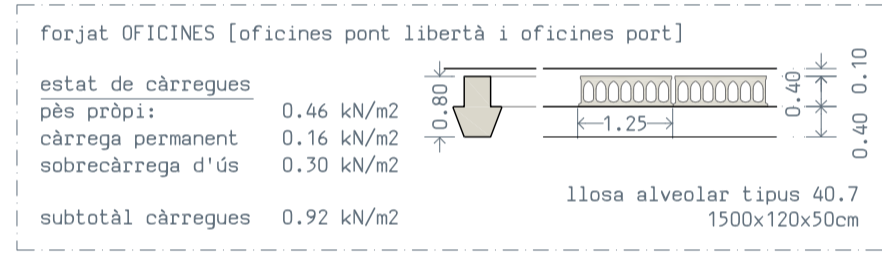 forjat OFICINES [oficines pont libertà i oficines port]
estat de càrregues
pès pròpi: 0.46 kN/m2
càrrega permanent 0.16 kN/m2
sobrecàrrega d'ús 0.30 kN/m2
subtotàl càrregues 0.92 kN/m2
0.80
1.25
0.40
0.10
0.40
llosa alveolar tipus 40.7
1500x120x50cm